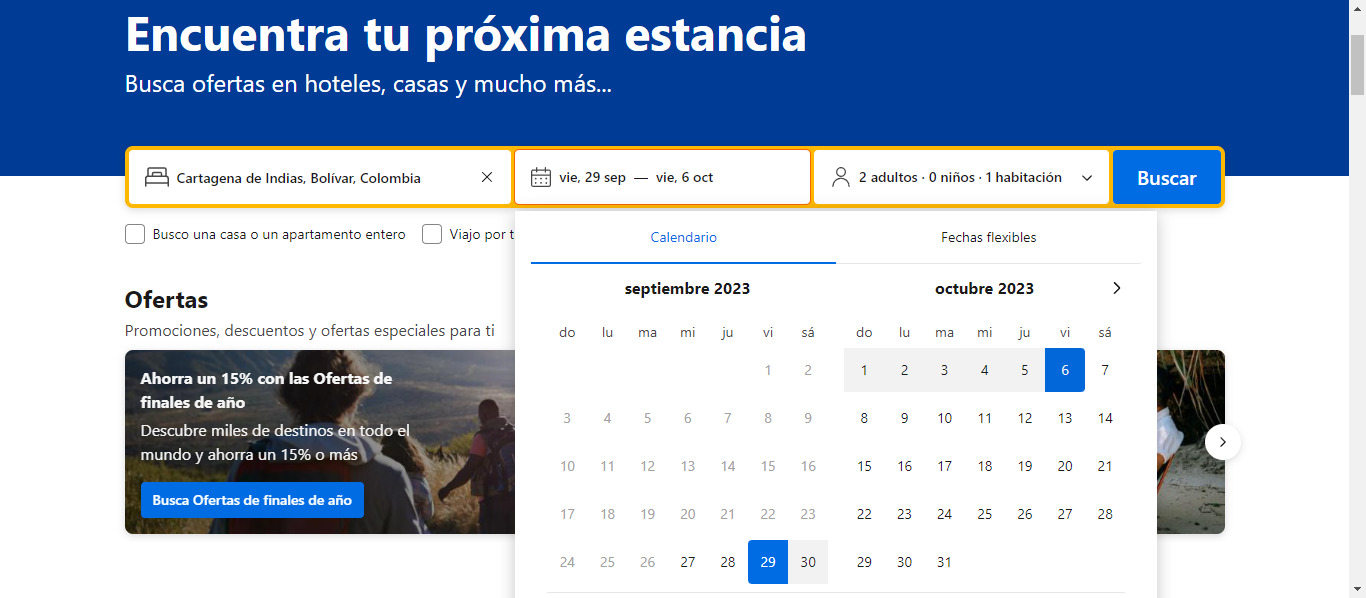 Encuentra tu próxima estancia
Busca ofertas en hoteles, casas y mucho más...
Cartagena de Indias, Bolívar, Colombia
vie, 29 sep — vie, 6 oct
2 adultos · 0 niños · 1 habitación
Buscar
Busco una casa o un apartamento entero
Viajo por t
Calendario
Fechas flexibles
septiembre 2023
do lu ma mi ju vi sá
1 2
3 4 5 6 7 8 9
10 11 12 13 14 15 16
17 18 19 20 21 22 23
24 25 26 27 28 29 30
octubre 2023
do lu ma mi ju vi sá
1 2 3 4 5 6 7
8 9 10 11 12 13 14
15 16 17 18 19 20 21
22 23 24 25 26 27 28
29 30 31
Ofertas
Promociones, descuentos y ofertas especiales para ti
Ahorra un 15% con las Ofertas de
finales de año
Descubre miles de destinos en todo el
mundo y ahorra un 15% o más
Busca Ofertas de finales de año